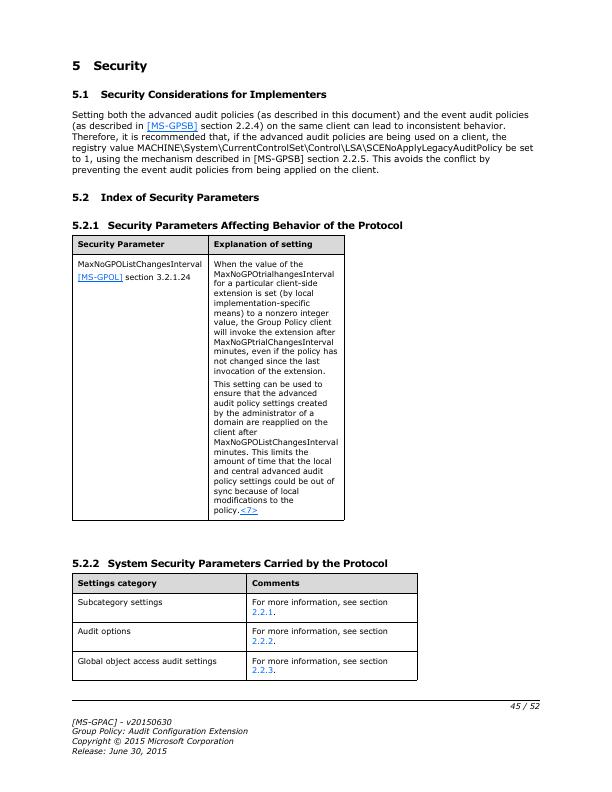 5 Security
5.1 Security Considerations for Implementers
Setting both the advanced audit policies (as described in this document) and the event audit policies
(as described in [MS-GPSB] section 2.2.4) on the same client can lead to inconsistent behavior.
Therefore, it is recommended that, if the advanced audit policies are being used on a client, the
registry value MACHINE\System\CurrentControlSet\Control\LSA\SCENoApplyLegacyAuditPolicy be set
to 1, using the mechanism described in [MS-GPSB] section 2.2.5. This avoids the conflict by
preventing the event audit policies from being applied on the client.
5.2 Index of Security Parameters
5.2.1 Security Parameters Affecting Behavior of the Protocol
Security Parameter
Explanation of setting
MaxNoGPOListChangesInterval
[MS-GPOL] section 3.2.1.24
When the value of the
MaxNoGPOtrialhangesInterval
for a particular client-side
extension is set (by local
implementation-specific
means) to a nonzero integer
value, the Group Policy client
will invoke the extension after
MaxNoGPtrialChangesInterval
minutes, even if the policy has
not changed since the last
invocation of the extension.
This setting can be used to
ensure that the advanced
audit policy settings created
by the administrator of a
domain are reapplied on the
client after
MaxNoGPOListChangesInterval
minutes. This limits the
amount of time that the local
and central advanced audit
policy settings could be out of
sync because of local
modifications to the
policy.<7>
5.2.2 System Security Parameters Carried by the Protocol
Settings category
Comments
Subcategory settings
For more information, see section
2.2.1.
Audit options
For more information, see section
2.2.2.
Global object access audit settings
For more information, see section
2.2.3.
45 / 52
[MS-GPAC] - v20150630
Group Policy: Audit Configuration Extension
Copyright © 2015 Microsoft Corporation
Release: June 30, 2015